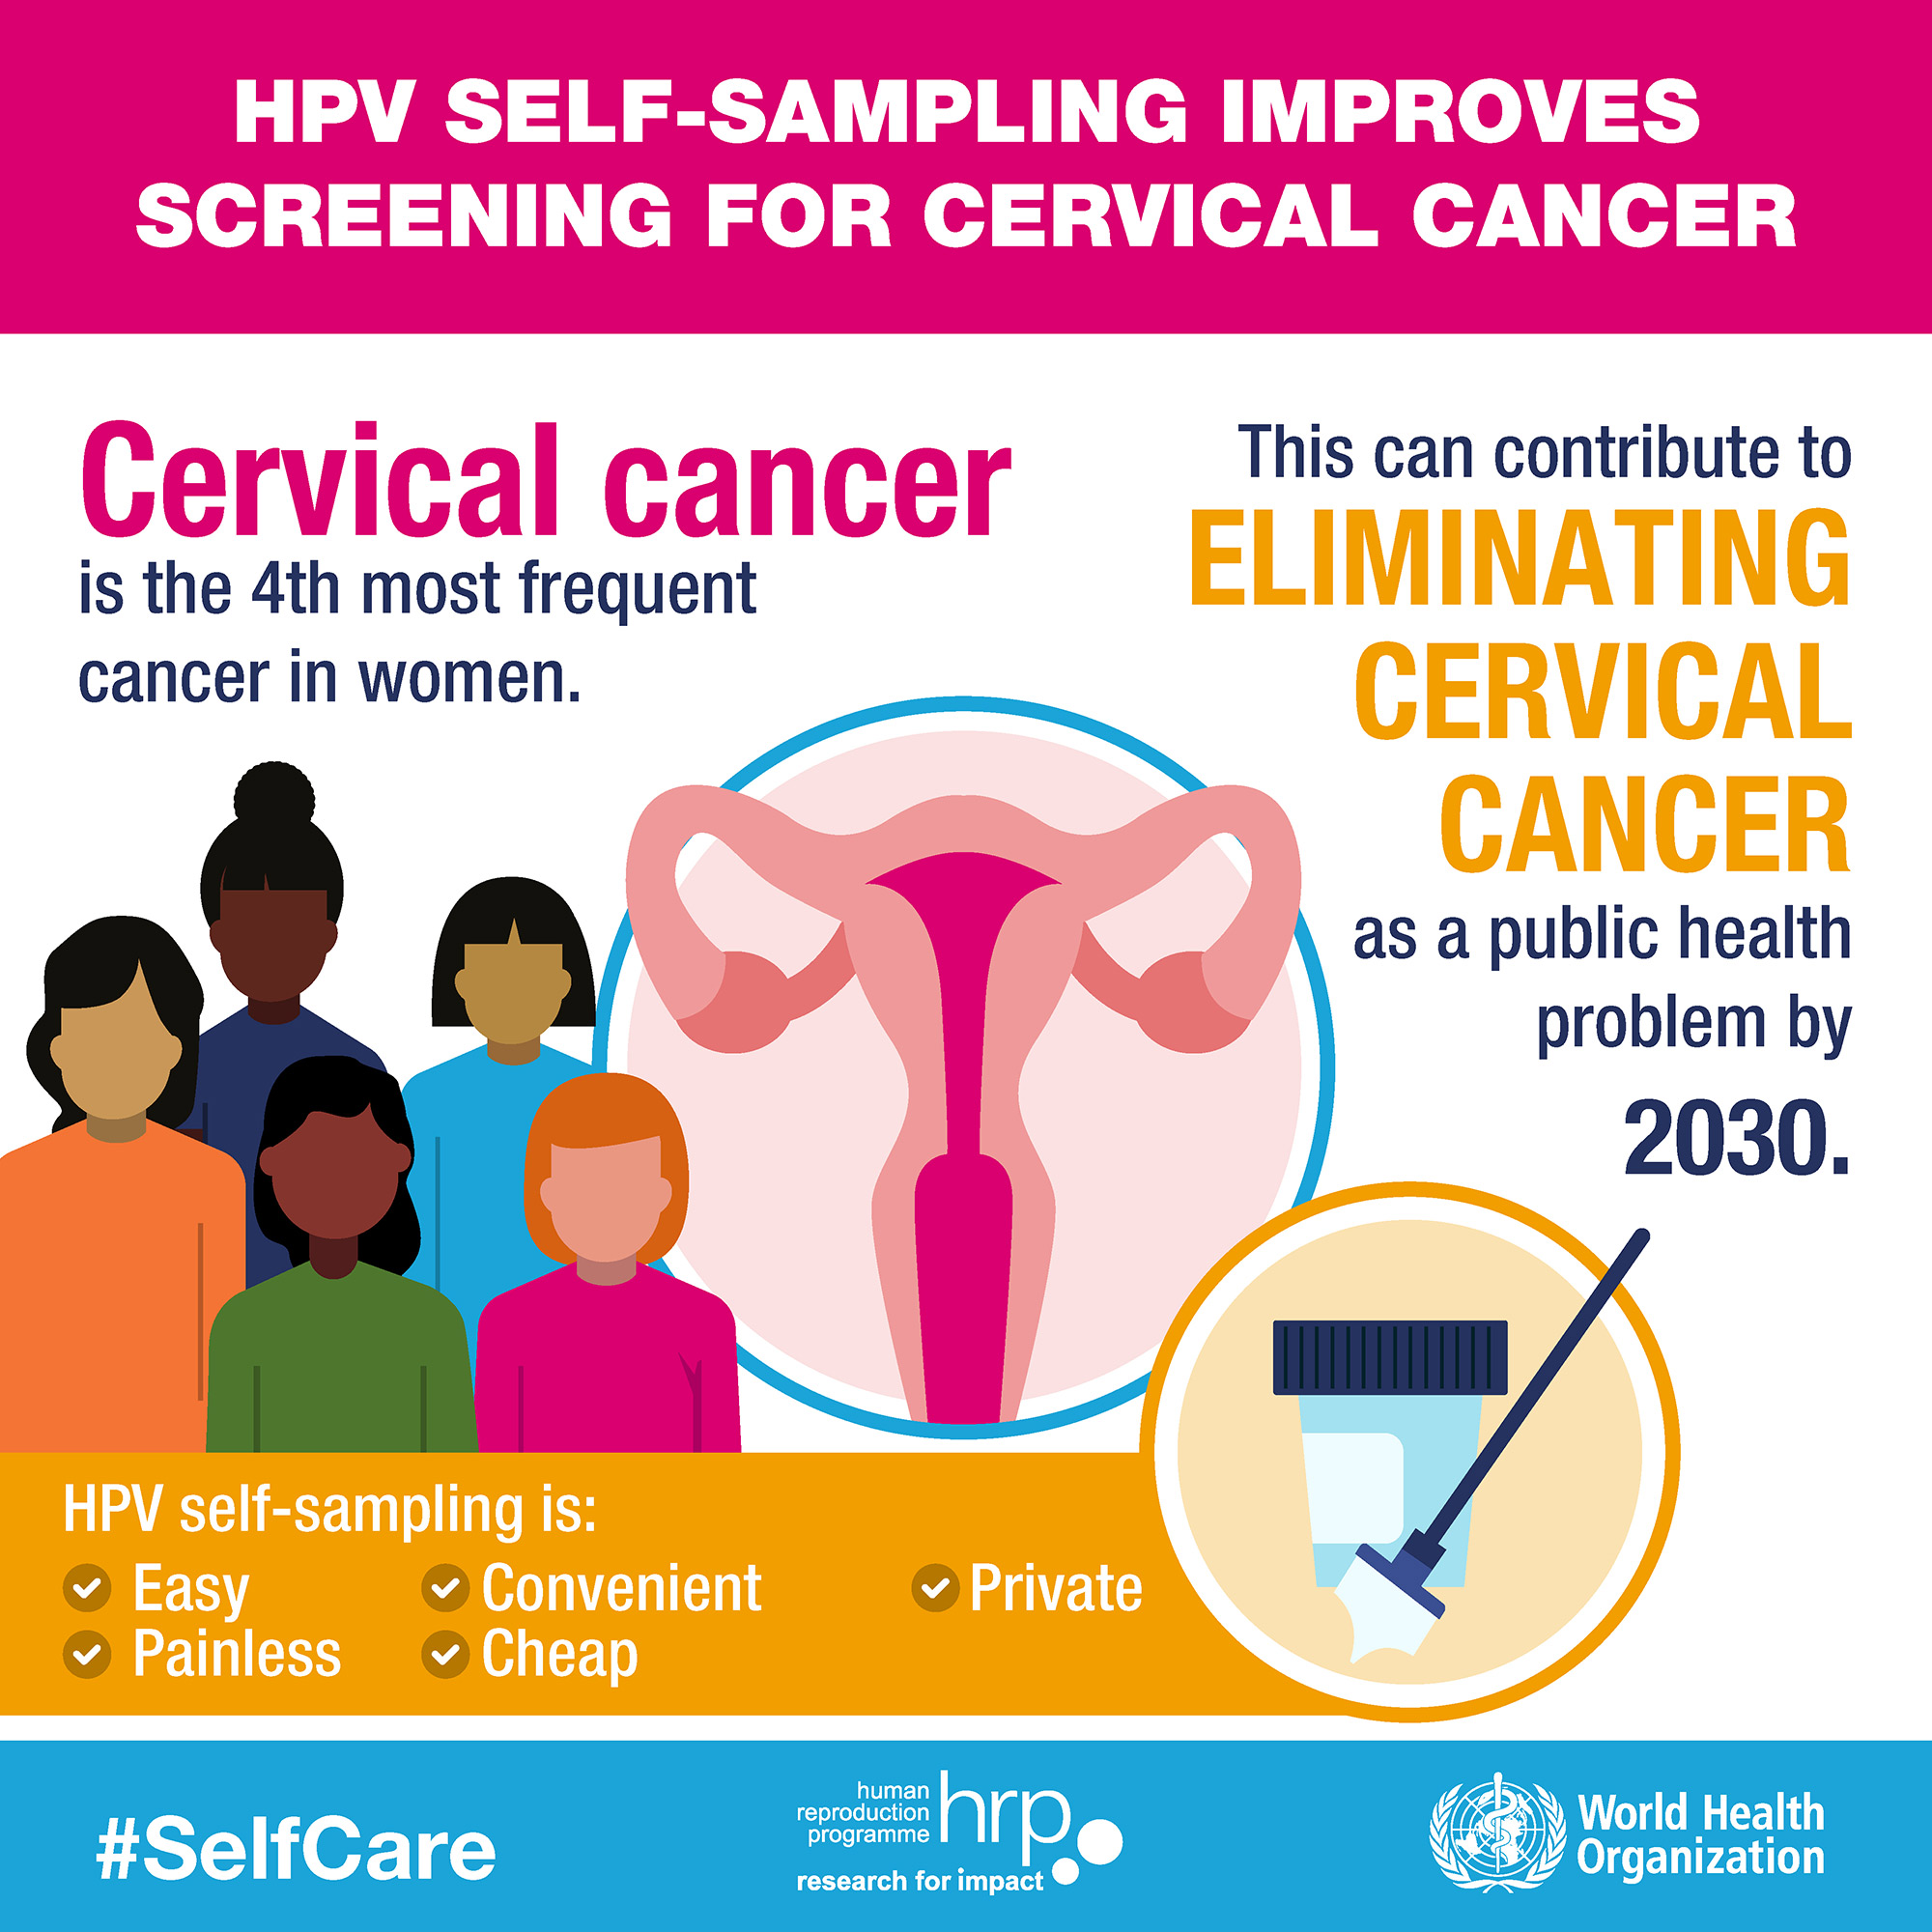 HPV SELF-SAMPLING IMPROVES
SCREENING FOR CERVICAL CANCER
Cervical cancer
is the 4th most frequent
cancer in women.
This can contribute to
ELIMINATING
CERVICAL
CANCER
as a public health
problem by
2030.
HPV self-sampling is:
Easy
Painless
Convenient
Cheap
Private
#SelfCare
human
reproduction
programme
hrp
research for impact
World Health
Organization